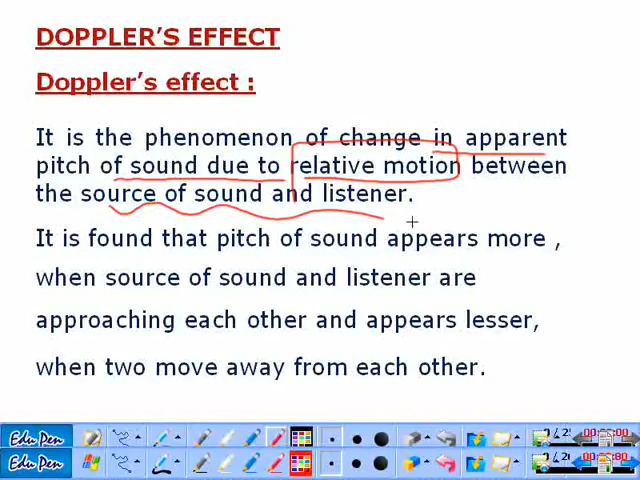 DOPPLER'S EFFECT
Doppler's effect :
It is the phenomenon of change in apparent
pitch of sound due to relative motion between
the source of sound and listener.
It is found that pitch of sound appears more ,
when source of sound and listener are
approaching each other and appears lesser,
when two move away from each other.
Edu Pen
Edu Pen